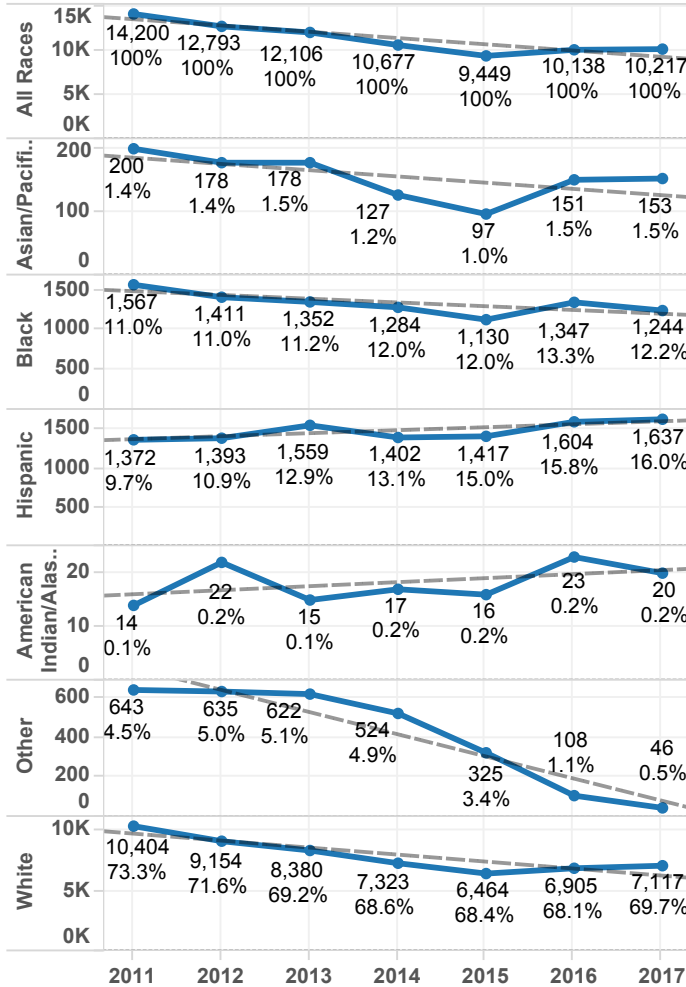 All Races
15K
10K
5K
0K
14,200 12,793 12,106 10,677 9,449 10,138 10,217
100% 100% 100% 100% 100% 100% 100%
Asian/Pacifi..
200
100
0
200 178 178 127 97 151 153
1.4% 1.4% 1.5% 1.2% 1.0% 1.5% 1.5%
Black
1500
1000
500
0
1,567 1,411 1,352 1,284 1,130 1,347 1,244
11.0% 11.0% 11.2% 12.0% 12.0% 13.3% 12.2%
Hispanic
1500
1000
500
1,372 1,393 1,559 1,402 1,417 1,604 1,637
9.7% 10.9% 12.9% 13.1% 15.0% 15.8% 16.0%
American
Indian/Alas..
20
10
0
14 22 15 17 16 23 20
0.1% 0.2% 0.1% 0.2% 0.2% 0.2% 0.2%
Other
600
400
200
0
643 635 622 524 325 108 46
4.5% 5.0% 5.1% 4.9% 3.4% 1.1% 0.5%
White
10K
5K
0K
10,404 9,154 8,380 7,323 6,464 6,905 7,117
73.3% 71.6% 69.2% 68.6% 68.4% 68.1% 69.7%
2011 2012 2013 2014 2015 2016 2017